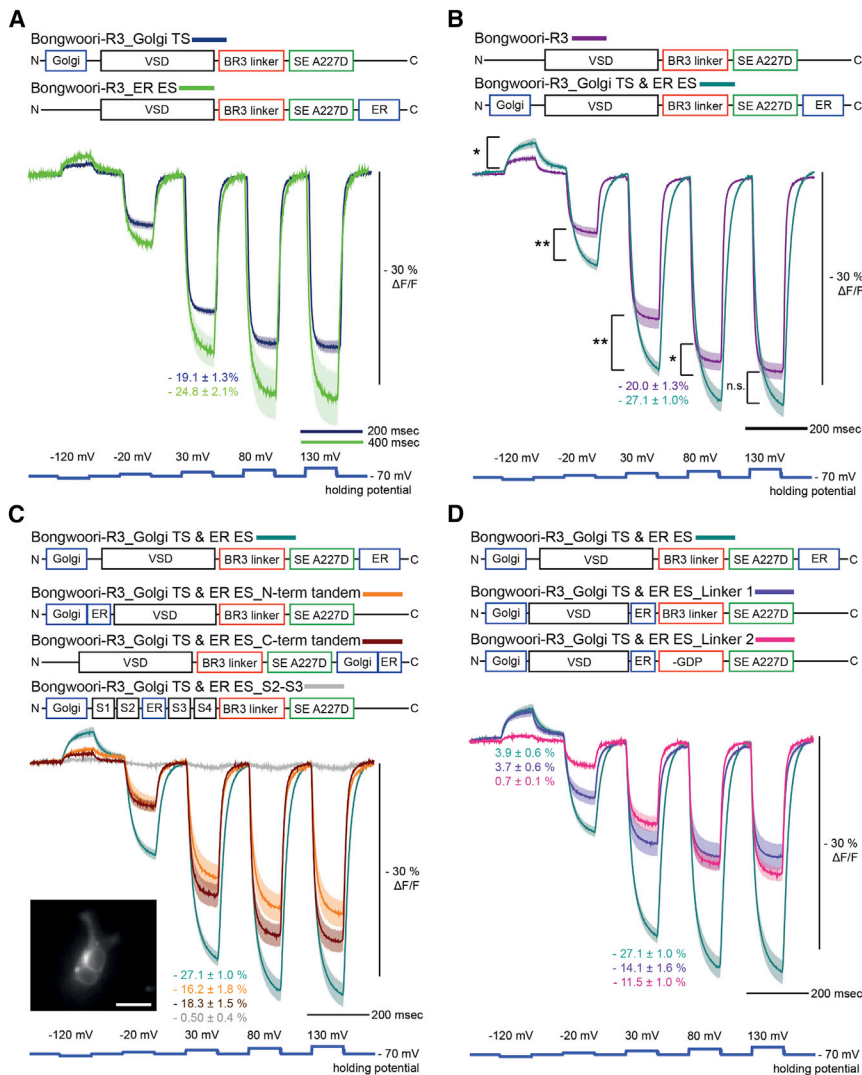 A
Bongwoori-R3_Golgi TS
N Golgi VSD BR3 linker SE A227D C
Bongwoori-R3_ER ES
N VSD BR3 linker SE A227D ER C
- 30 %
ΔF/F
- 19.1 ± 1.3%
- 24.8 ± 2.1%
200 msec
400 msec
-120 mV -20 mV 30 mV 80 mV 130 mV
- 70 mV
holding potential
B
Bongwoori-R3
N VSD BR3 linker SE A227D C
Bongwoori-R3_Golgi TS & ER ES
N Golgi VSD BR3 linker SE A227D ER C
*
**
**
*
n.s.
- 30 %
ΔF/F
- 20.0 ± 1.3%
- 27.1 ± 1.0%
200 msec
-120 mV -20 mV 30 mV 80 mV 130 mV
- 70 mV
holding potential
C
Bongwoori-R3_Golgi TS & ER ES
N Golgi VSD BR3 linker SE A227D ER C
Bongwoori-R3_Golgi TS & ER ES_N-term tandem
N Golgi ER VSD BR3 linker SE A227D C
Bongwoori-R3_Golgi TS & ER ES_C-term tandem
N VSD BR3 linker SE A227D Golgi ER C
Bongwoori-R3_Golgi TS & ER ES_S2-S3
N Golgi S1 S2 ER S3 S4 BR3 linker SE A227D C
- 30 %
ΔF/F
- 27.1 ± 1.0 %
- 16.2 ± 1.8 %
- 18.3 ± 1.5 %
- 0.50 ± 0.4 %
200 msec
-120 mV -20 mV 30 mV 80 mV 130 mV
- 70 mV
holding potential
D
Bongwoori-R3_Golgi TS & ER ES
N Golgi VSD BR3 linker SE A227D ER C
Bongwoori-R3_Golgi TS & ER ES_Linker 1
N Golgi VSD ER BR3 linker SE A227D C
Bongwoori-R3_Golgi TS & ER ES_Linker 2
N Golgi VSD ER -GDP SE A227D C
3.9 ± 0.6 %
3.7 ± 0.6 %
0.7 ± 0.1 %
- 30 %
ΔF/F
- 27.1 ± 1.0 %
- 14.1 ± 1.6 %
- 11.5 ± 1.0 %
200 msec
-120 mV -20 mV 30 mV 80 mV 130 mV
- 70 mV
holding potential